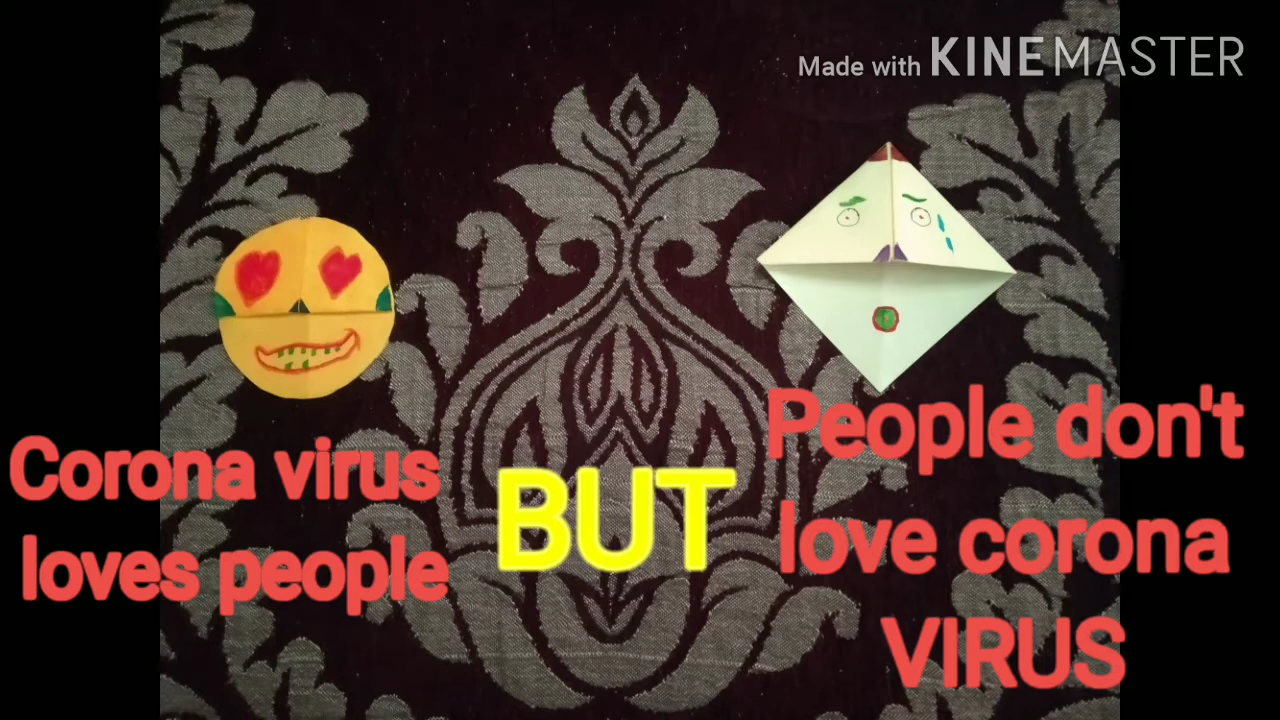 Made with KINEMASTER
Corona virus
loves people
BUT
People don't
love corona
VIRUS